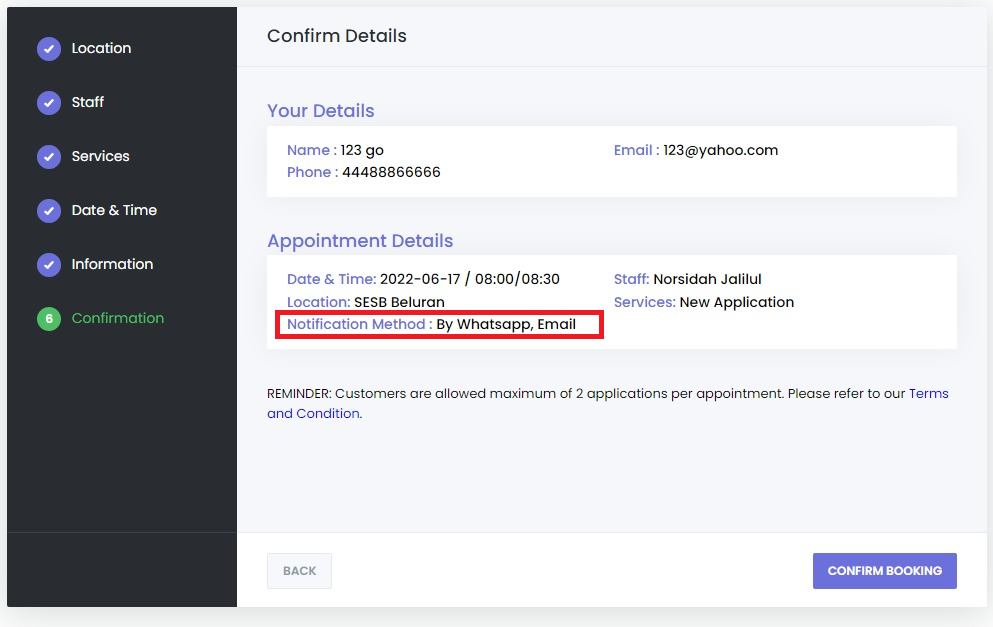 Location
Staff
Services
Date & Time
Information
6 Confirmation
Confirm Details
Your Details
Name : 123 go
Email : 123@yahoo.com
Phone : 44488866666
Appointment Details
Date & Time: 2022-06-17 / 08:00/08:30
Staff: Norsidah Jalilul
Location: SESB Beluran
Services: New Application
Notification Method : By Whatsapp, Email
REMINDER: Customers are allowed maximum of 2 applications per appointment. Please refer to our Terms
and Condition.
BACK
CONFIRM BOOKING